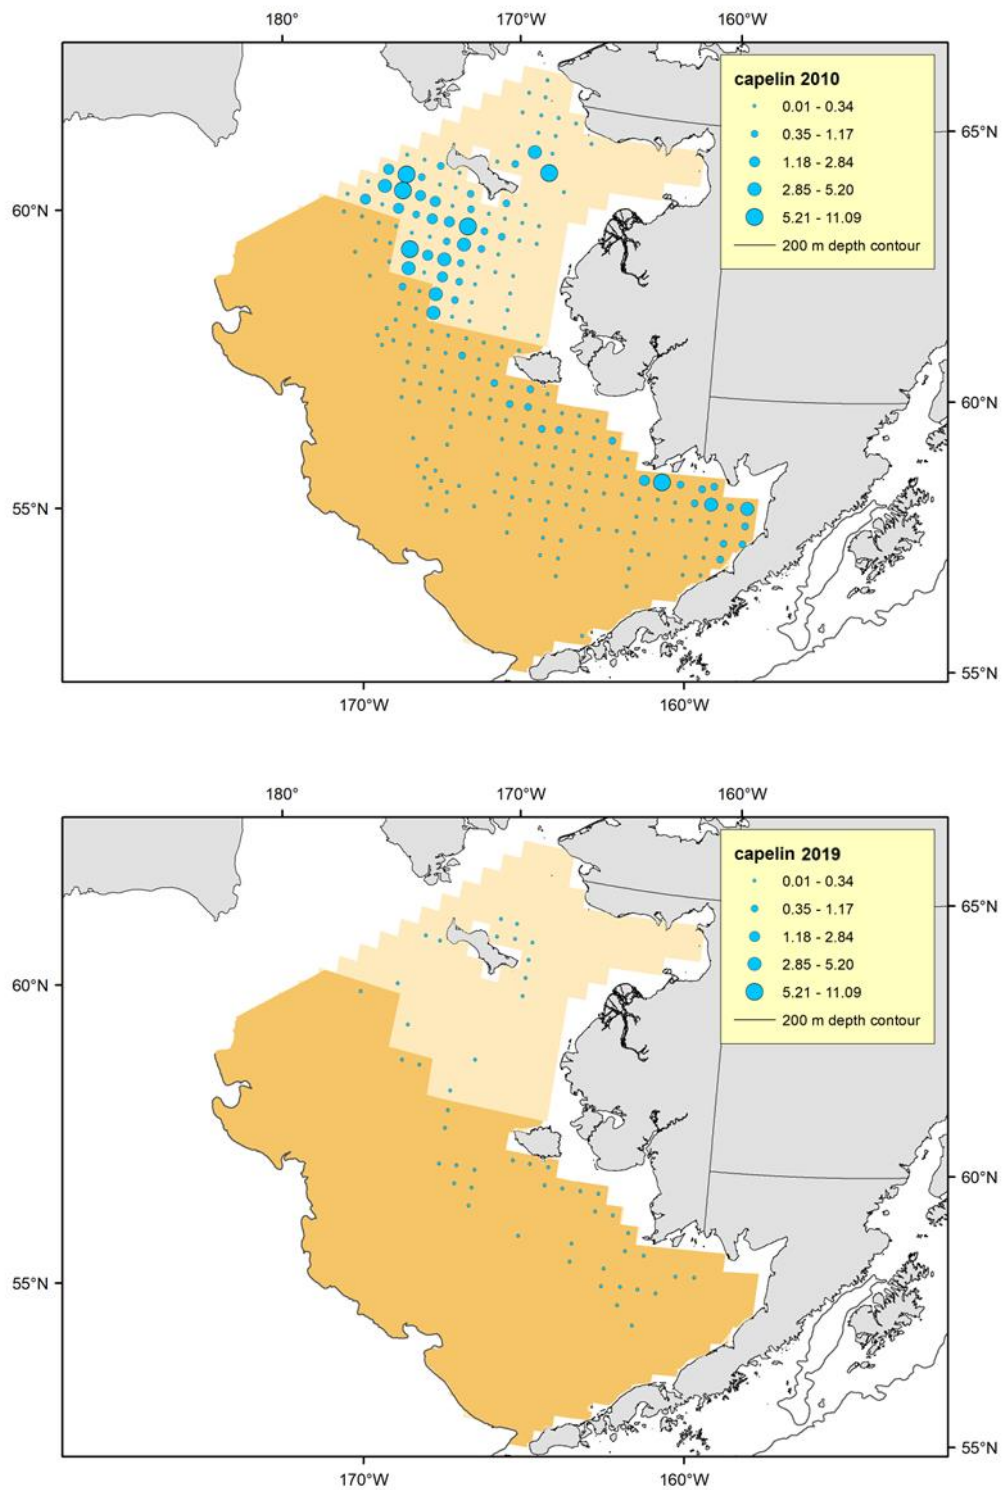 180° 170°W 160°W
capelin 2010
0.01 - 0.34
65°N
0.35 - 1.17
1.18 - 2.84
2.85 - 5.20
60°N
5.21 - 11.09
200 m depth contour
60°N
55°N
55°N
170°W 160°W
180° 170°W 160°W
capelin 2019
0.01 - 0.34
65°N
0.35 - 1.17
1.18 - 2.84
2.85 - 5.20
60°N
5.21 - 11.09
200 m depth contour
60°N
55°N
55°N
170°W 160°W